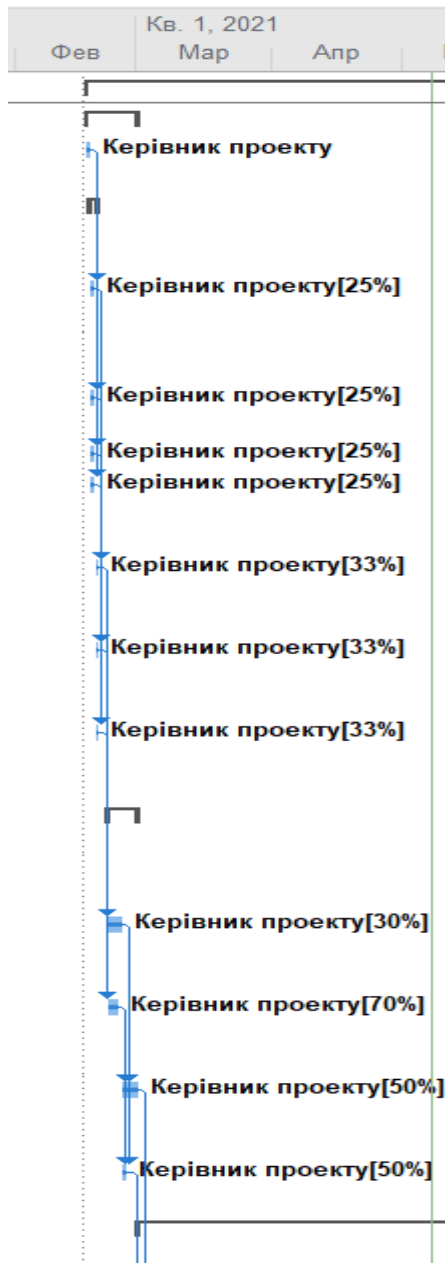 Кв. 1, 2021
Фев Мар Апр
Керівник проекту
Керівник проекту[25%]
Керівник проекту[25%]
Керівник проекту[25%]
Керівник проекту[25%]
Керівник проекту[33%]
Керівник проекту[33%]
Керівник проекту[33%]
Керівник проекту[30%]
Керівник проекту[70%]
Керівник проекту[50%]
Керівник проекту[50%]